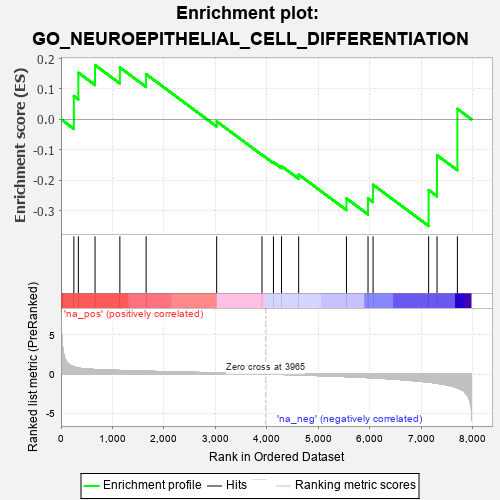 Enrichment plot:
GO_NEUROEPITHELIAL_CELL_DIFFERENTIATION
Enrichment score (ES)
0.2
0.1
0.0
-0.1
-0.2
-0.3
'na_pos' (positively correlated)
Ranked list metric (PreRanked)
5
0
-5
Zero cross at 3965
'na_neg' (negatively correlated)
0 1,000 2,000 3,000 4,000 5,000 6,000 7,000 8,000
Rank in Ordered Dataset
Enrichment profile Hits Ranking metric scores